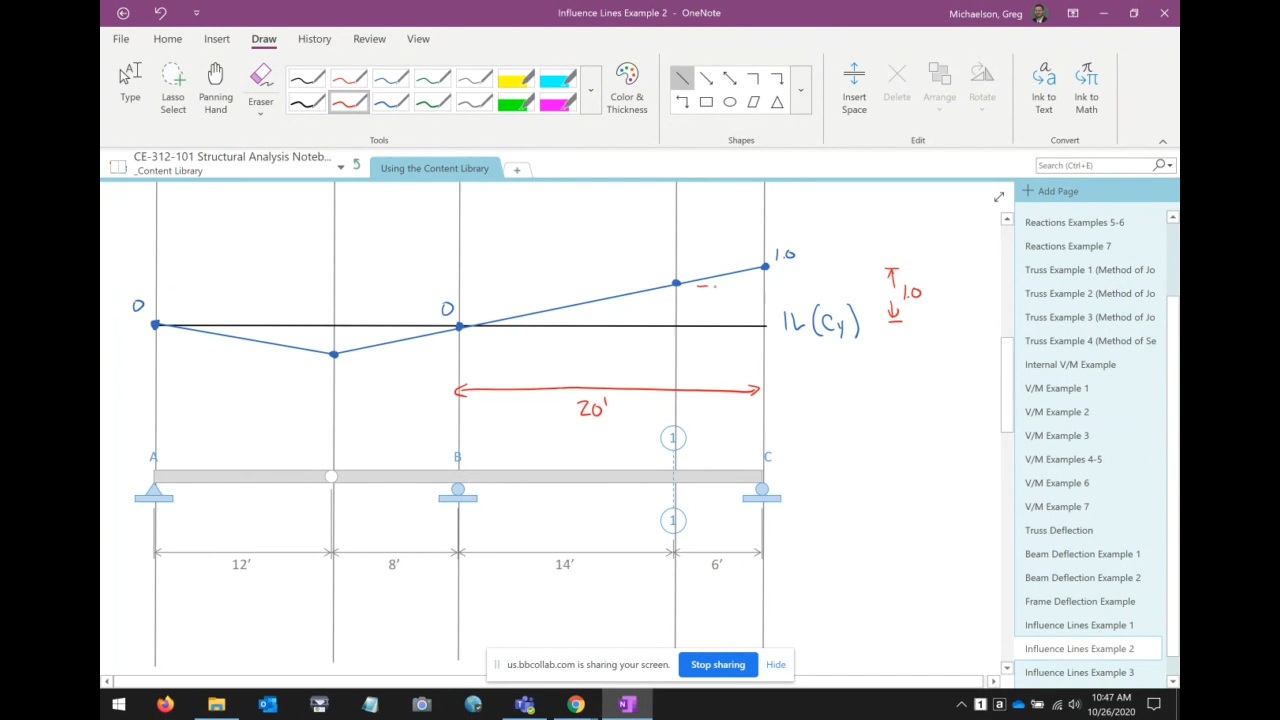 Influence Lines Example 2 - OneNote
Michaelson, Greg
File Home Insert Draw History Review View
Type
Lasso Select
Panning Hand
Eraser
Color & Thickness
Insert Space
Delete
Arrange
Rotate
Ink to Text
Ink to Math
Tools
Shapes
Edit
Convert
CE-312-101 Structural Analysis Noteb...
_Content Library
Using the Content Library
Search (Ctrl+E)
Add Page
Reactions Examples 5-6
Reactions Example 7
Truss Example 1 (Method of Jo
Truss Example 2 (Method of Jo
Truss Example 3 (Method of Jo
Truss Example 4 (Method of Se
Internal V/M Example
V/M Example 1
V/M Example 2
V/M Example 3
V/M Examples 4-5
V/M Example 6
V/M Example 7
Truss Deflection
Beam Deflection Example 1
Beam Deflection Example 2
Frame Deflection Example
Influence Lines Example 1
Influence Lines Example 2
Influence Lines Example 3
1.0
0
0
IL (Cy)
1.0
20'
1
A
B
C
1
12’
8’
14’
6’
us.bbcollab.com is sharing your screen.
Stop sharing
Hide
10:47 AM
10/26/2020